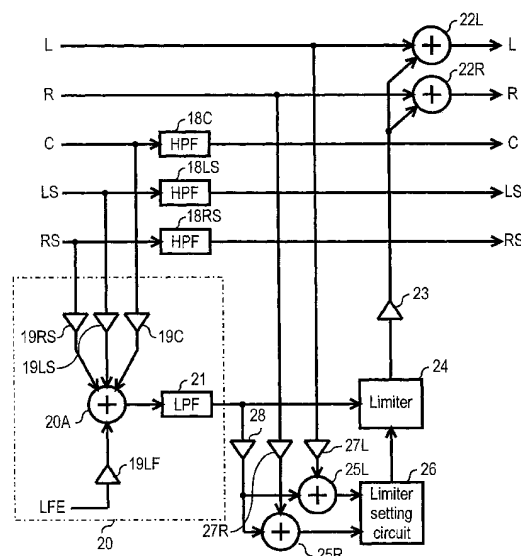 22L
L
L
22R
R
R
18C
C
HPF
C
18LS
LS
HPF
LS
18RS
RS
HPF
RS
23
19RS
19C
19LS
21
24
LPF
28
Limiter
20A
27L
19LF
25L
26
LFE
Limiter
setting
circuit
27R
20
25R